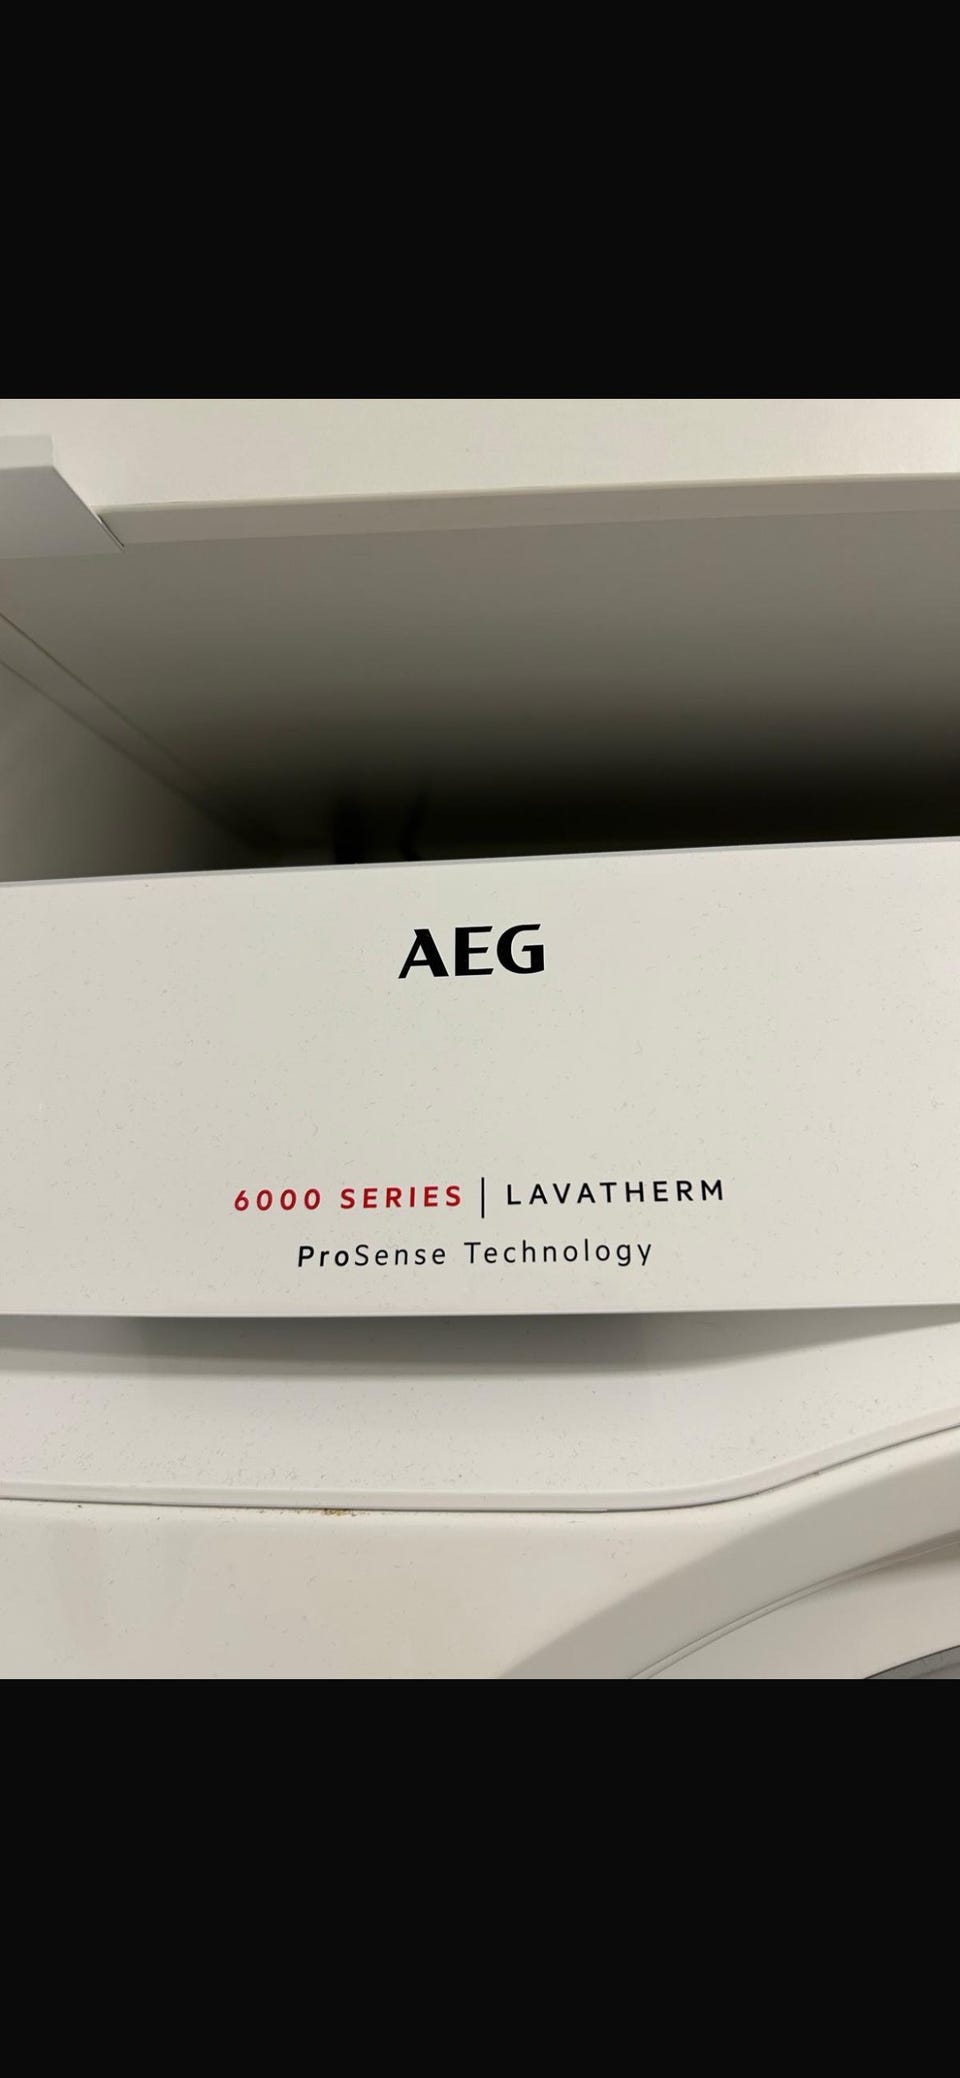 AEG
6000 SERIES | LAVATHERM
ProSense Technology